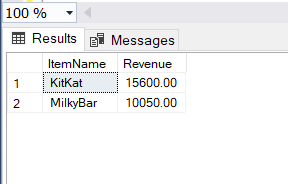 100 %
Results Messages
ItemName Revenue
1 KitKat 15600.00
2 MilkyBar 10050.00